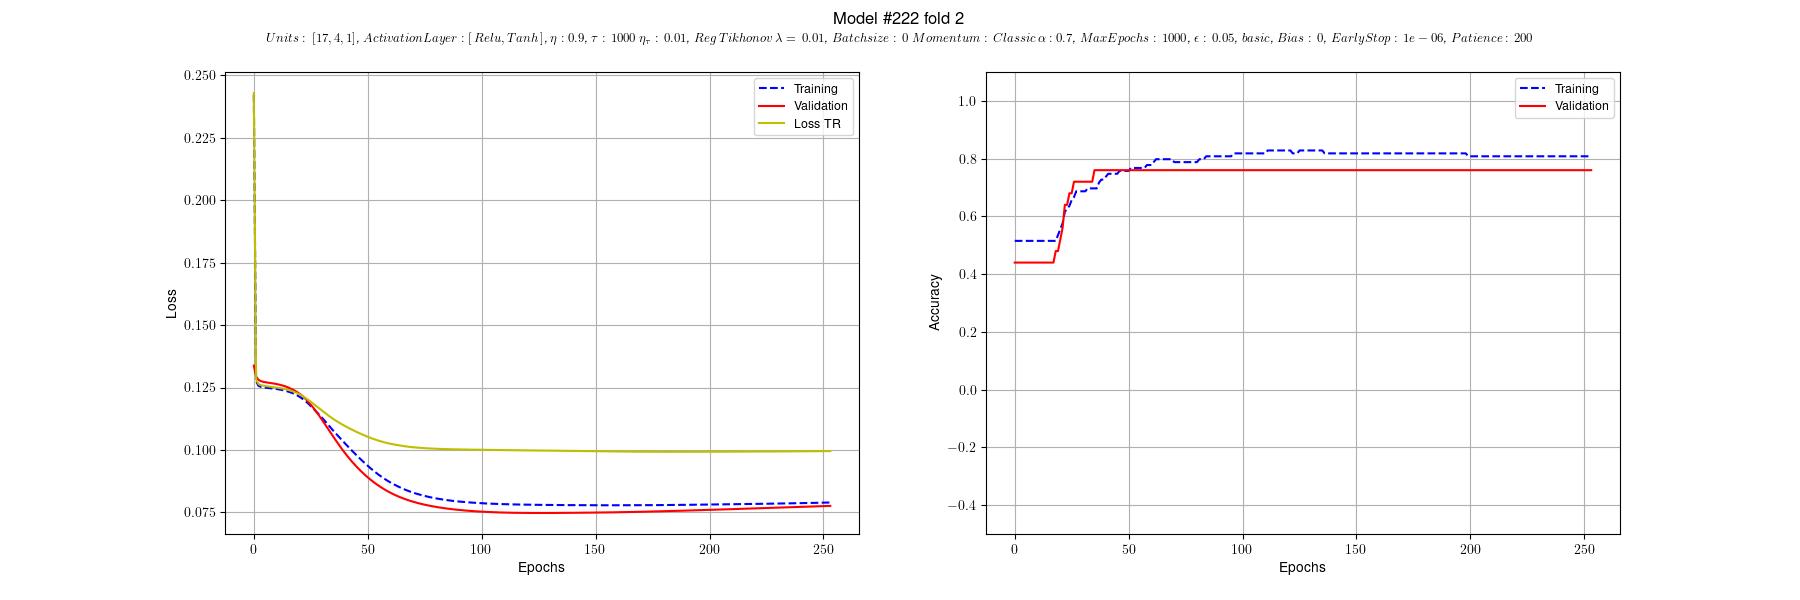 Model #222 fold 2
Units : [17, 4, 1], ActivationLayer : [ Relu, Tanh], η : 0.9, τ : 1000 ητ : 0.01, Reg Tikhonov λ = 0.01, Batchsize : 0 Momentum : Classic α : 0.7, MaxEpochs : 1000, ϵ : 0.05, basic, Bias : 0, EarlyStop : 1e − 06, Patience : 200
0.250
0.225
0.200
0.175
0.150
0.125
0.100
0.075
Loss
0 50 100 150 200 250
Epochs
Training
Validation
Loss TR
1.0
0.8
0.6
0.4
0.2
0.0
−0.2
−0.4
Accuracy
0 50 100 150 200 250
Epochs
Training
Validation